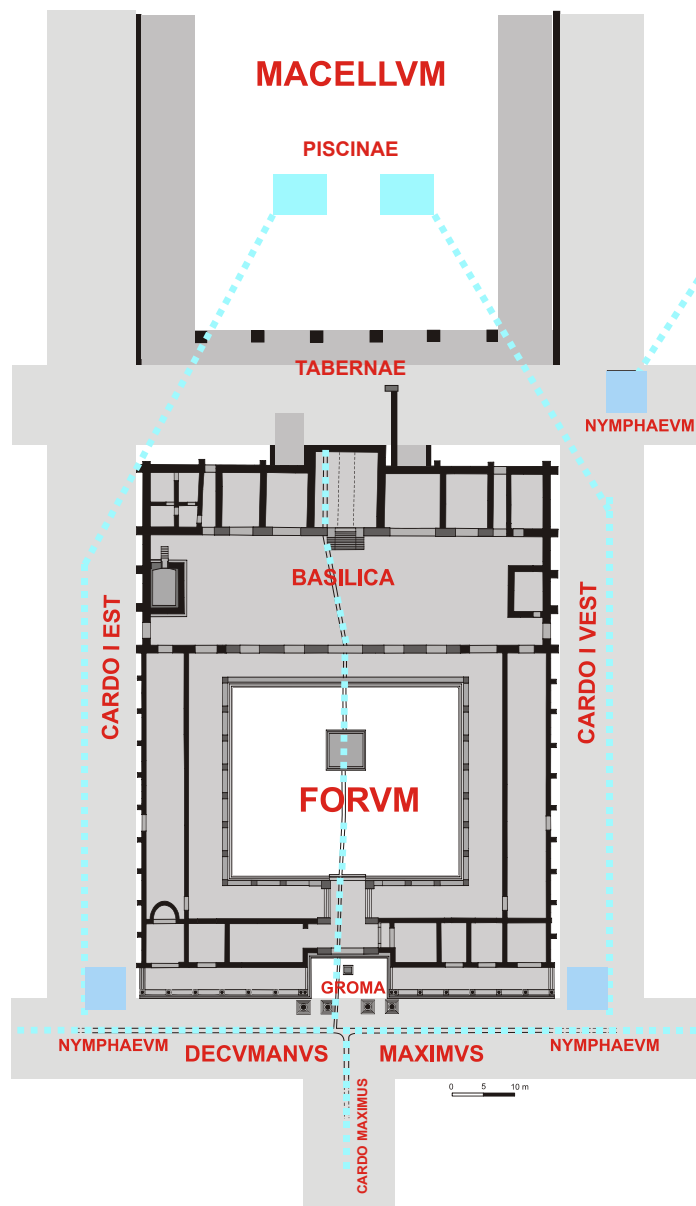 MACELLVM
PISCINAE
TABERNAE
NYMPHAEVM
BASILICA
CARDO I EST
CARDO I VEST
FORVM
GROMA
NYMPHAEVM
DECVMANVS
MAXIMVS
NYMPHAEVM
0 5 10 m
CARDO MAXIMUS